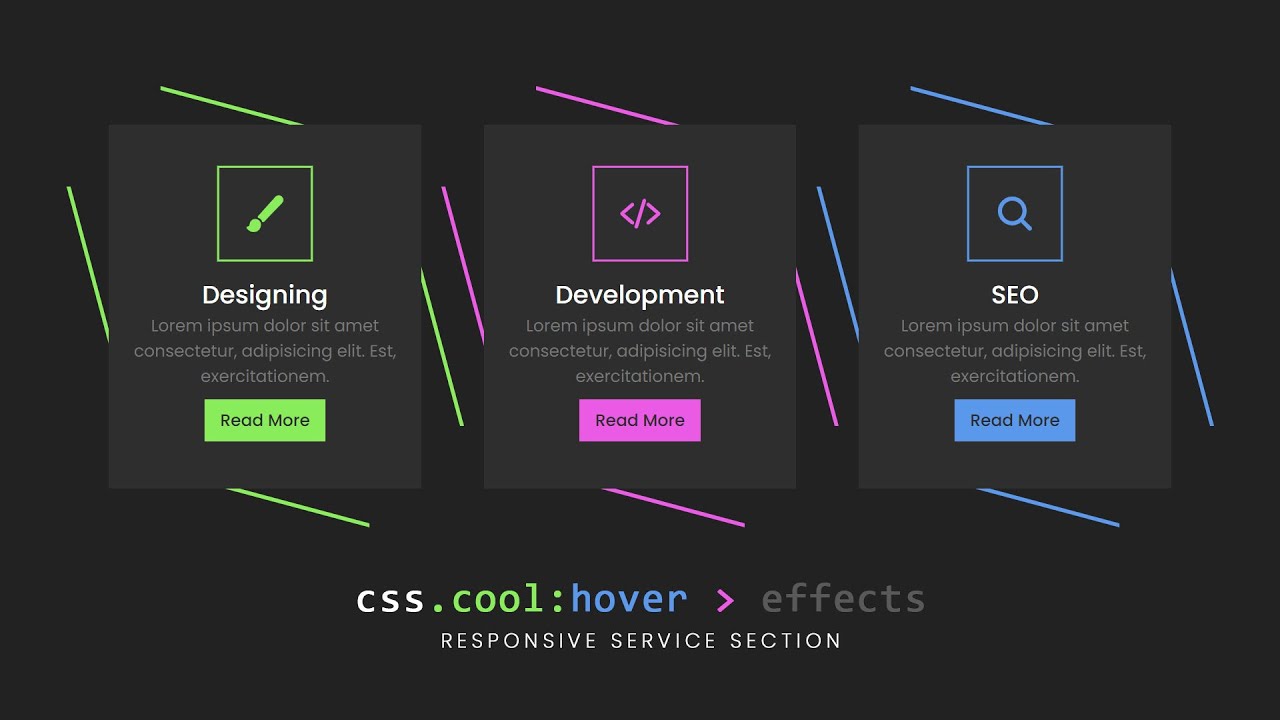 Designing
Lorem ipsum dolor sit amet
consectetur, adipisicing elit. Est,
exercitationem.
Read More
Development
Lorem ipsum dolor sit amet
consectetur, adipisicing elit. Est,
exercitationem.
Read More
SEO
Lorem ipsum dolor sit amet
consectetur, adipisicing elit. Est,
exercitationem.
Read More
css.cool:hover > effects
RESPONSIVE SERVICE SECTION